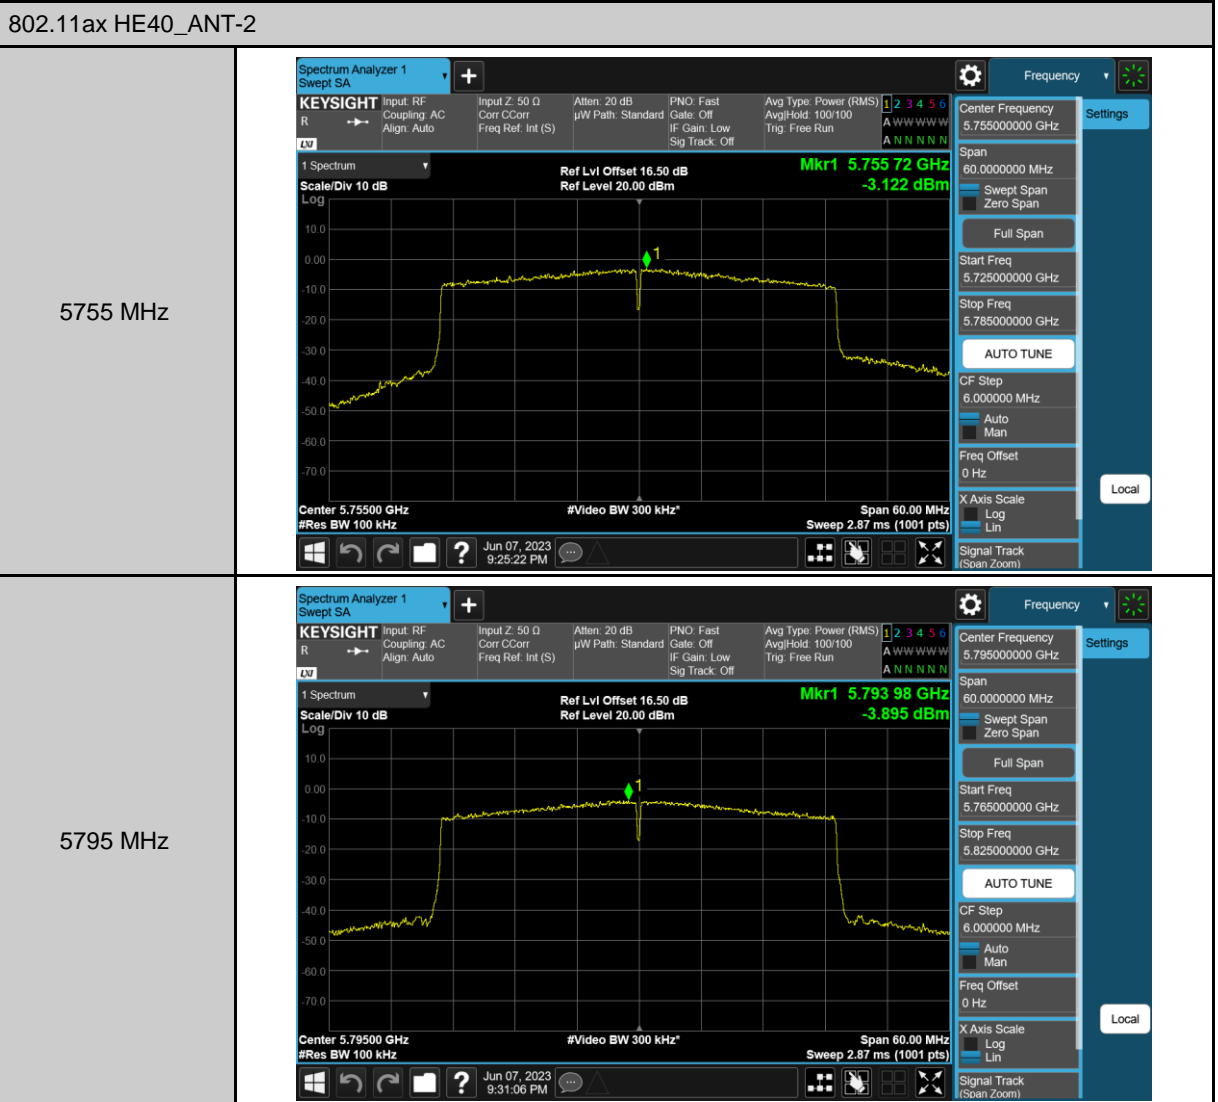 802.11ax HE40_ANT-2
5755 MHz
Spectrum Analyzer 1
Swept SA
Frequency
KEYSIGHT
R
LXI
Input: RF
Coupling: AC
Align: Auto
Input Z: 50 Ω
Corr CCorr
Freq Ref: Int (S)
Atten: 20 dB
µW Path: Standard
PNO: Fast
Gate: Off
IF Gain: Low
Sig Track: Off
Avg Type: Power (RMS)
Avg|Hold: 100/100
Trig: Free Run
1 2 3 4 5 6
A W W W W W
A N N N N N
1 Spectrum
Scale/Div 10 dB
Ref Lvl Offset 16.50 dB
Ref Level 20.00 dBm
Mkr1 5.755 72 GHz
-3.122 dBm
Log
10.0
0.00
-10.0
-20.0
-30.0
-40.0
-50.0
-60.0
-70.0
1
Center 5.75500 GHz
#Res BW 100 kHz
#Video BW 300 kHz*
Span 60.00 MHz
Sweep 2.87 ms (1001 pts)
Jun 07, 2023
9:25:22 PM
Center Frequency
5.755000000 GHz
Span
60.0000000 MHz
Swept Span
Zero Span
Full Span
Start Freq
5.725000000 GHz
Stop Freq
5.785000000 GHz
AUTO TUNE
CF Step
6.000000 MHz
Auto
Man
Freq Offset
0 Hz
X Axis Scale
Log
Lin
Signal Track
(Span Zoom)
Settings
Local
5795 MHz
Spectrum Analyzer 1
Swept SA
Frequency
KEYSIGHT
R
LXI
Input: RF
Coupling: AC
Align: Auto
Input Z: 50 Ω
Corr CCorr
Freq Ref: Int (S)
Atten: 20 dB
µW Path: Standard
PNO: Fast
Gate: Off
IF Gain: Low
Sig Track: Off
Avg Type: Power (RMS)
Avg|Hold: 100/100
Trig: Free Run
1 2 3 4 5 6
A W W W W W
A N N N N N
1 Spectrum
Scale/Div 10 dB
Ref Lvl Offset 16.50 dB
Ref Level 20.00 dBm
Mkr1 5.793 98 GHz
-3.895 dBm
Log
10.0
0.00
-10.0
-20.0
-30.0
-40.0
-50.0
-60.0
-70.0
1
Center 5.79500 GHz
#Res BW 100 kHz
#Video BW 300 kHz*
Span 60.00 MHz
Sweep 2.87 ms (1001 pts)
Jun 07, 2023
9:31:06 PM
Center Frequency
5.795000000 GHz
Span
60.0000000 MHz
Swept Span
Zero Span
Full Span
Start Freq
5.765000000 GHz
Stop Freq
5.825000000 GHz
AUTO TUNE
CF Step
6.000000 MHz
Auto
Man
Freq Offset
0 Hz
X Axis Scale
Log
Lin
Signal Track
(Span Zoom)
Settings
Local